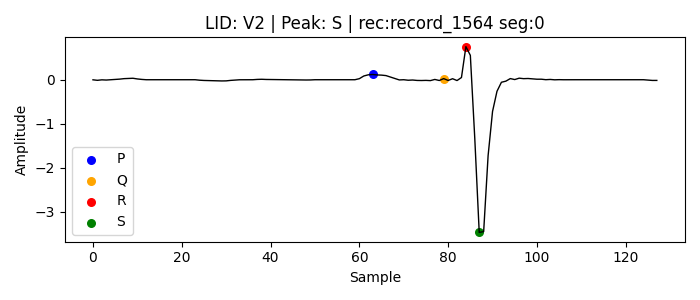 LID: V2 | Peak: S | rec:record_1564 seg:0
Amplitude
0
−1
−2
−3
P
Q
R
S
0 20 40 60 80 100 120
Sample